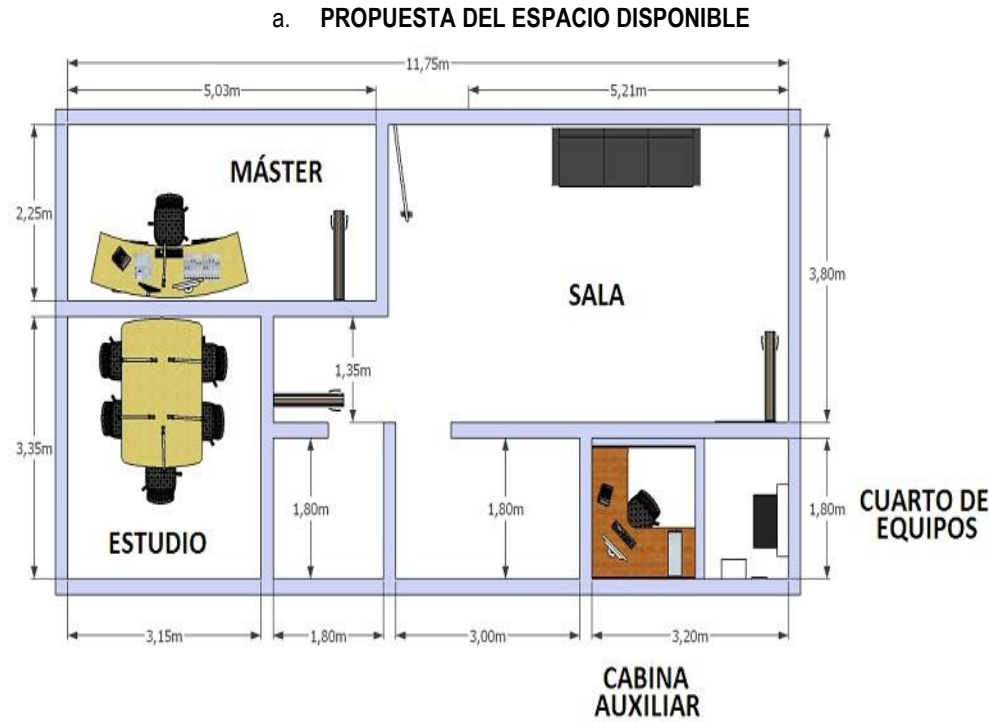 a. PROPUESTA DEL ESPACIO DISPONIBLE
11,75m
5,03m
5,21m
MÁSTER
2,25m
3,80m
SALA
1,35m
3,35m
1,80m
1,80m
1,80m
CUARTO DE
EQUIPOS
ESTUDIO
3,15m
1,80m
3,00m
3,20m
CABINA
AUXILIAR